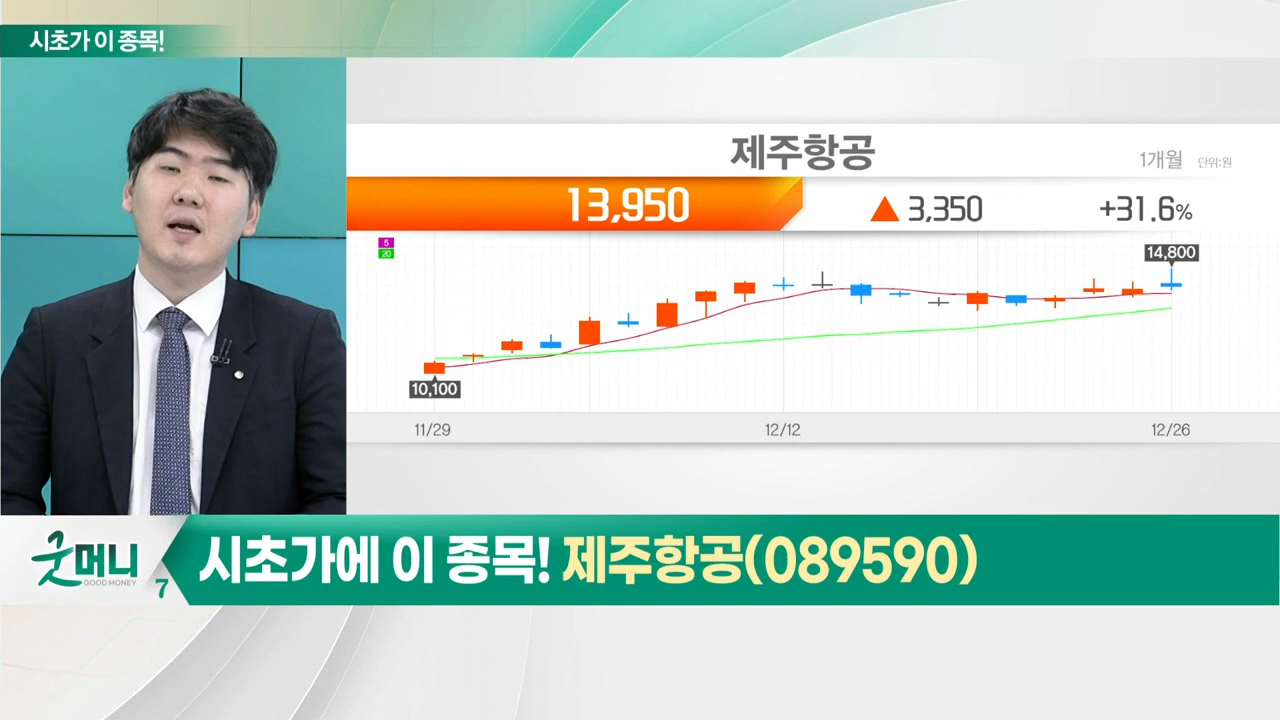 시초가 이 종목!
제주항공
1개월 단위:원
13,950 ▲ 3,350 +31.6%
5
20
14,800
10,100
11/29 12/12 12/26
굿머니
GOOD MONEY
7
시초가에 이 종목! 제주항공(089590)